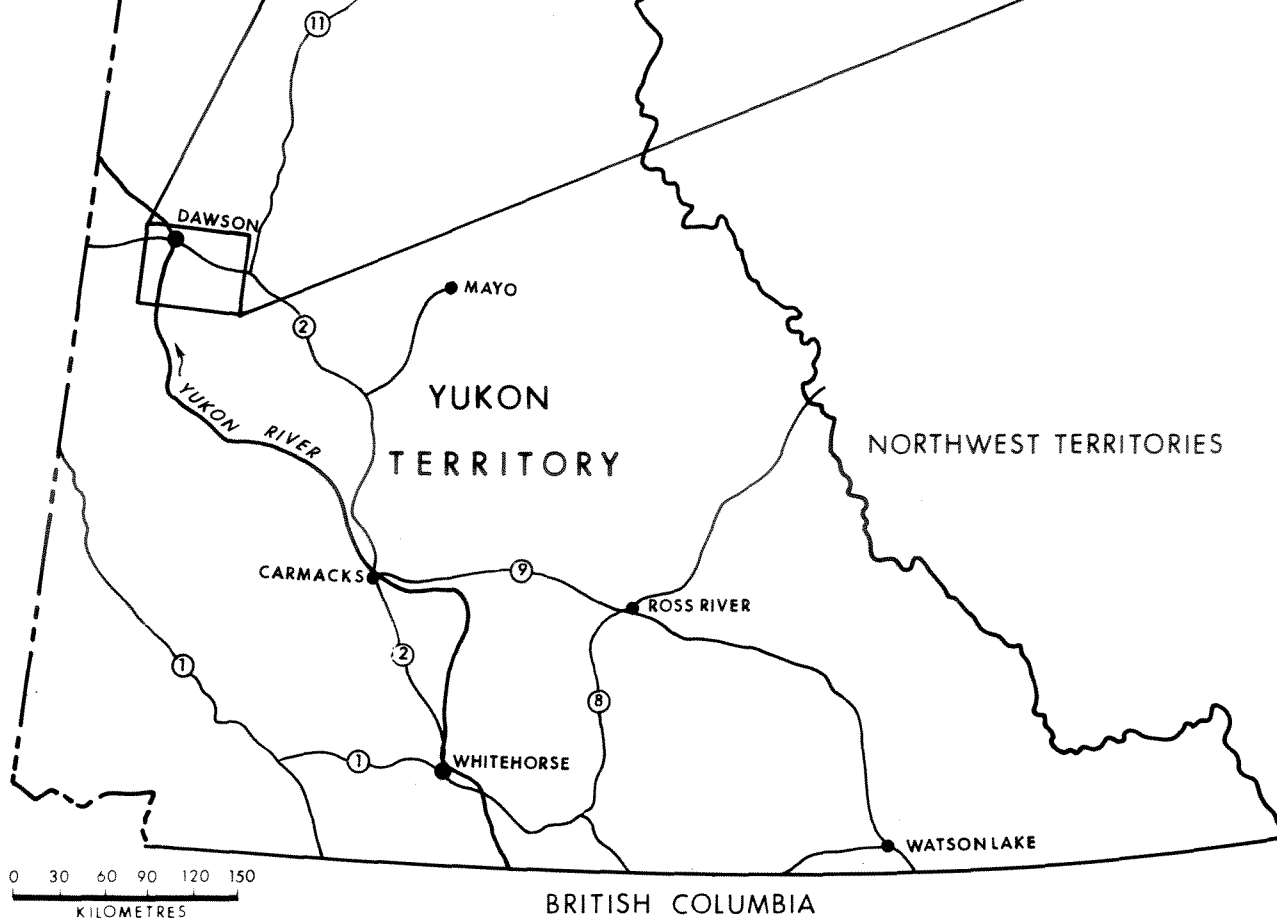 11
DAWSON
MAYO
2
YUKON
TERRITORY
YUKON RIVER
NORTHWEST TERRITORIES
CARMACKS
9
ROSS RIVER
2
1
8
1
WHITEHORSE
WATSON LAKE
0 30 60 90 120 150
KILOMETRES
BRITISH COLUMBIA